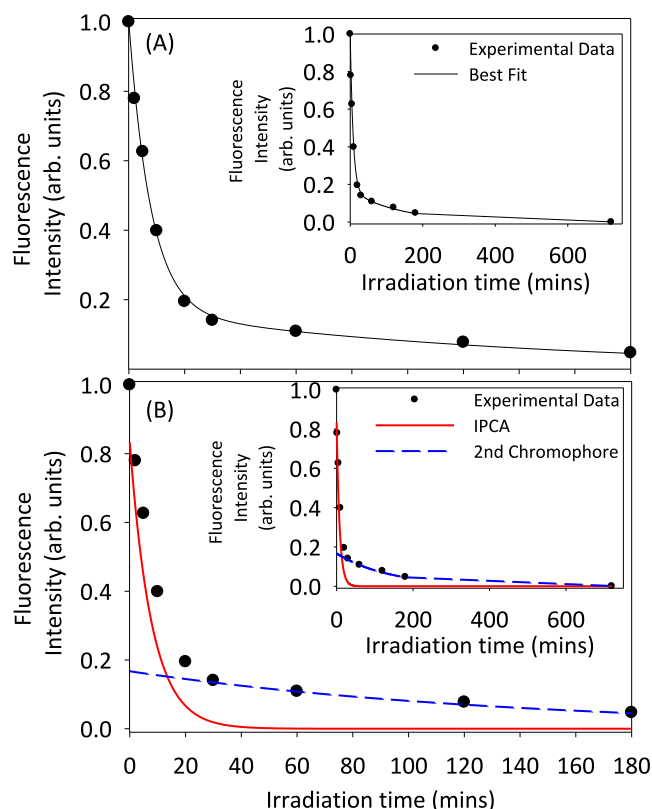 (A)
1.0
0.8
0.6
0.4
0.2
Fluorescence
Intensity (arb. units)
Experimental Data
Best Fit
1.0
0.8
0.6
0.4
0.2
0.0
Fluorescence
Intensity
(arb. units)
0 200 400 600
Irradiation time (mins)
(B)
1.0
0.8
0.6
0.4
0.2
0.0
Fluorescence
Intensity (arb. units)
Experimental Data
IPCA
2nd Chromophore
1.0
0.8
0.6
0.4
0.2
0.0
Fluorescence
Intensity
(arb. units)
0 200 400 600
Irradiation time (mins)
0 20 40 60 80 100 120 140 160 180
Irradiation time (mins)